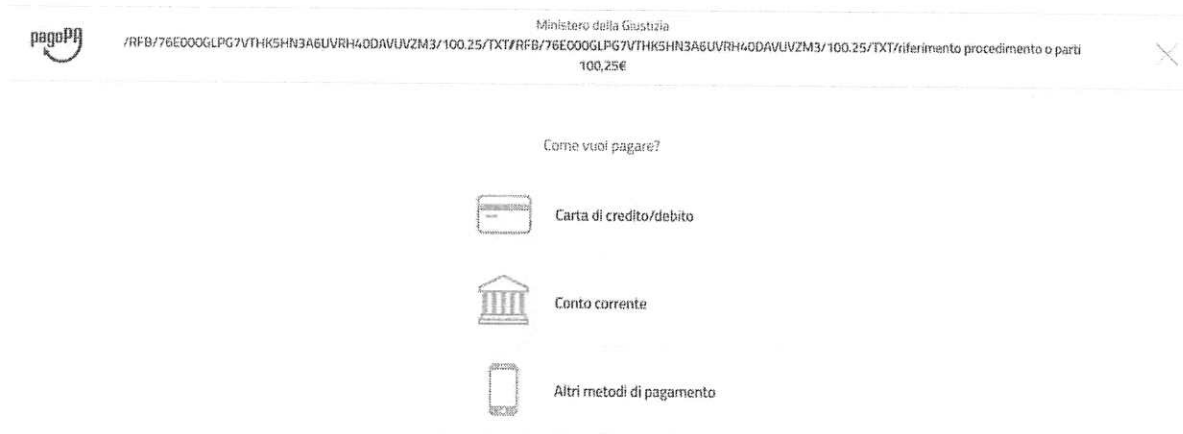 pagoPA
Ministero della Giustizia
/RFB/76E000GLPG7VTHK5HN3A6UVRH40DAVUVZM3/100.25/TXT/RFB/76E000GLPG7VTHK5HN3A6UVRH40DAVUVZM3/100.25/TXT/riferimento procedimento o parti
100,25€
Come vuoi pagare?
Carta di credito/debito
Conto corrente
Altri metodi di pagamento